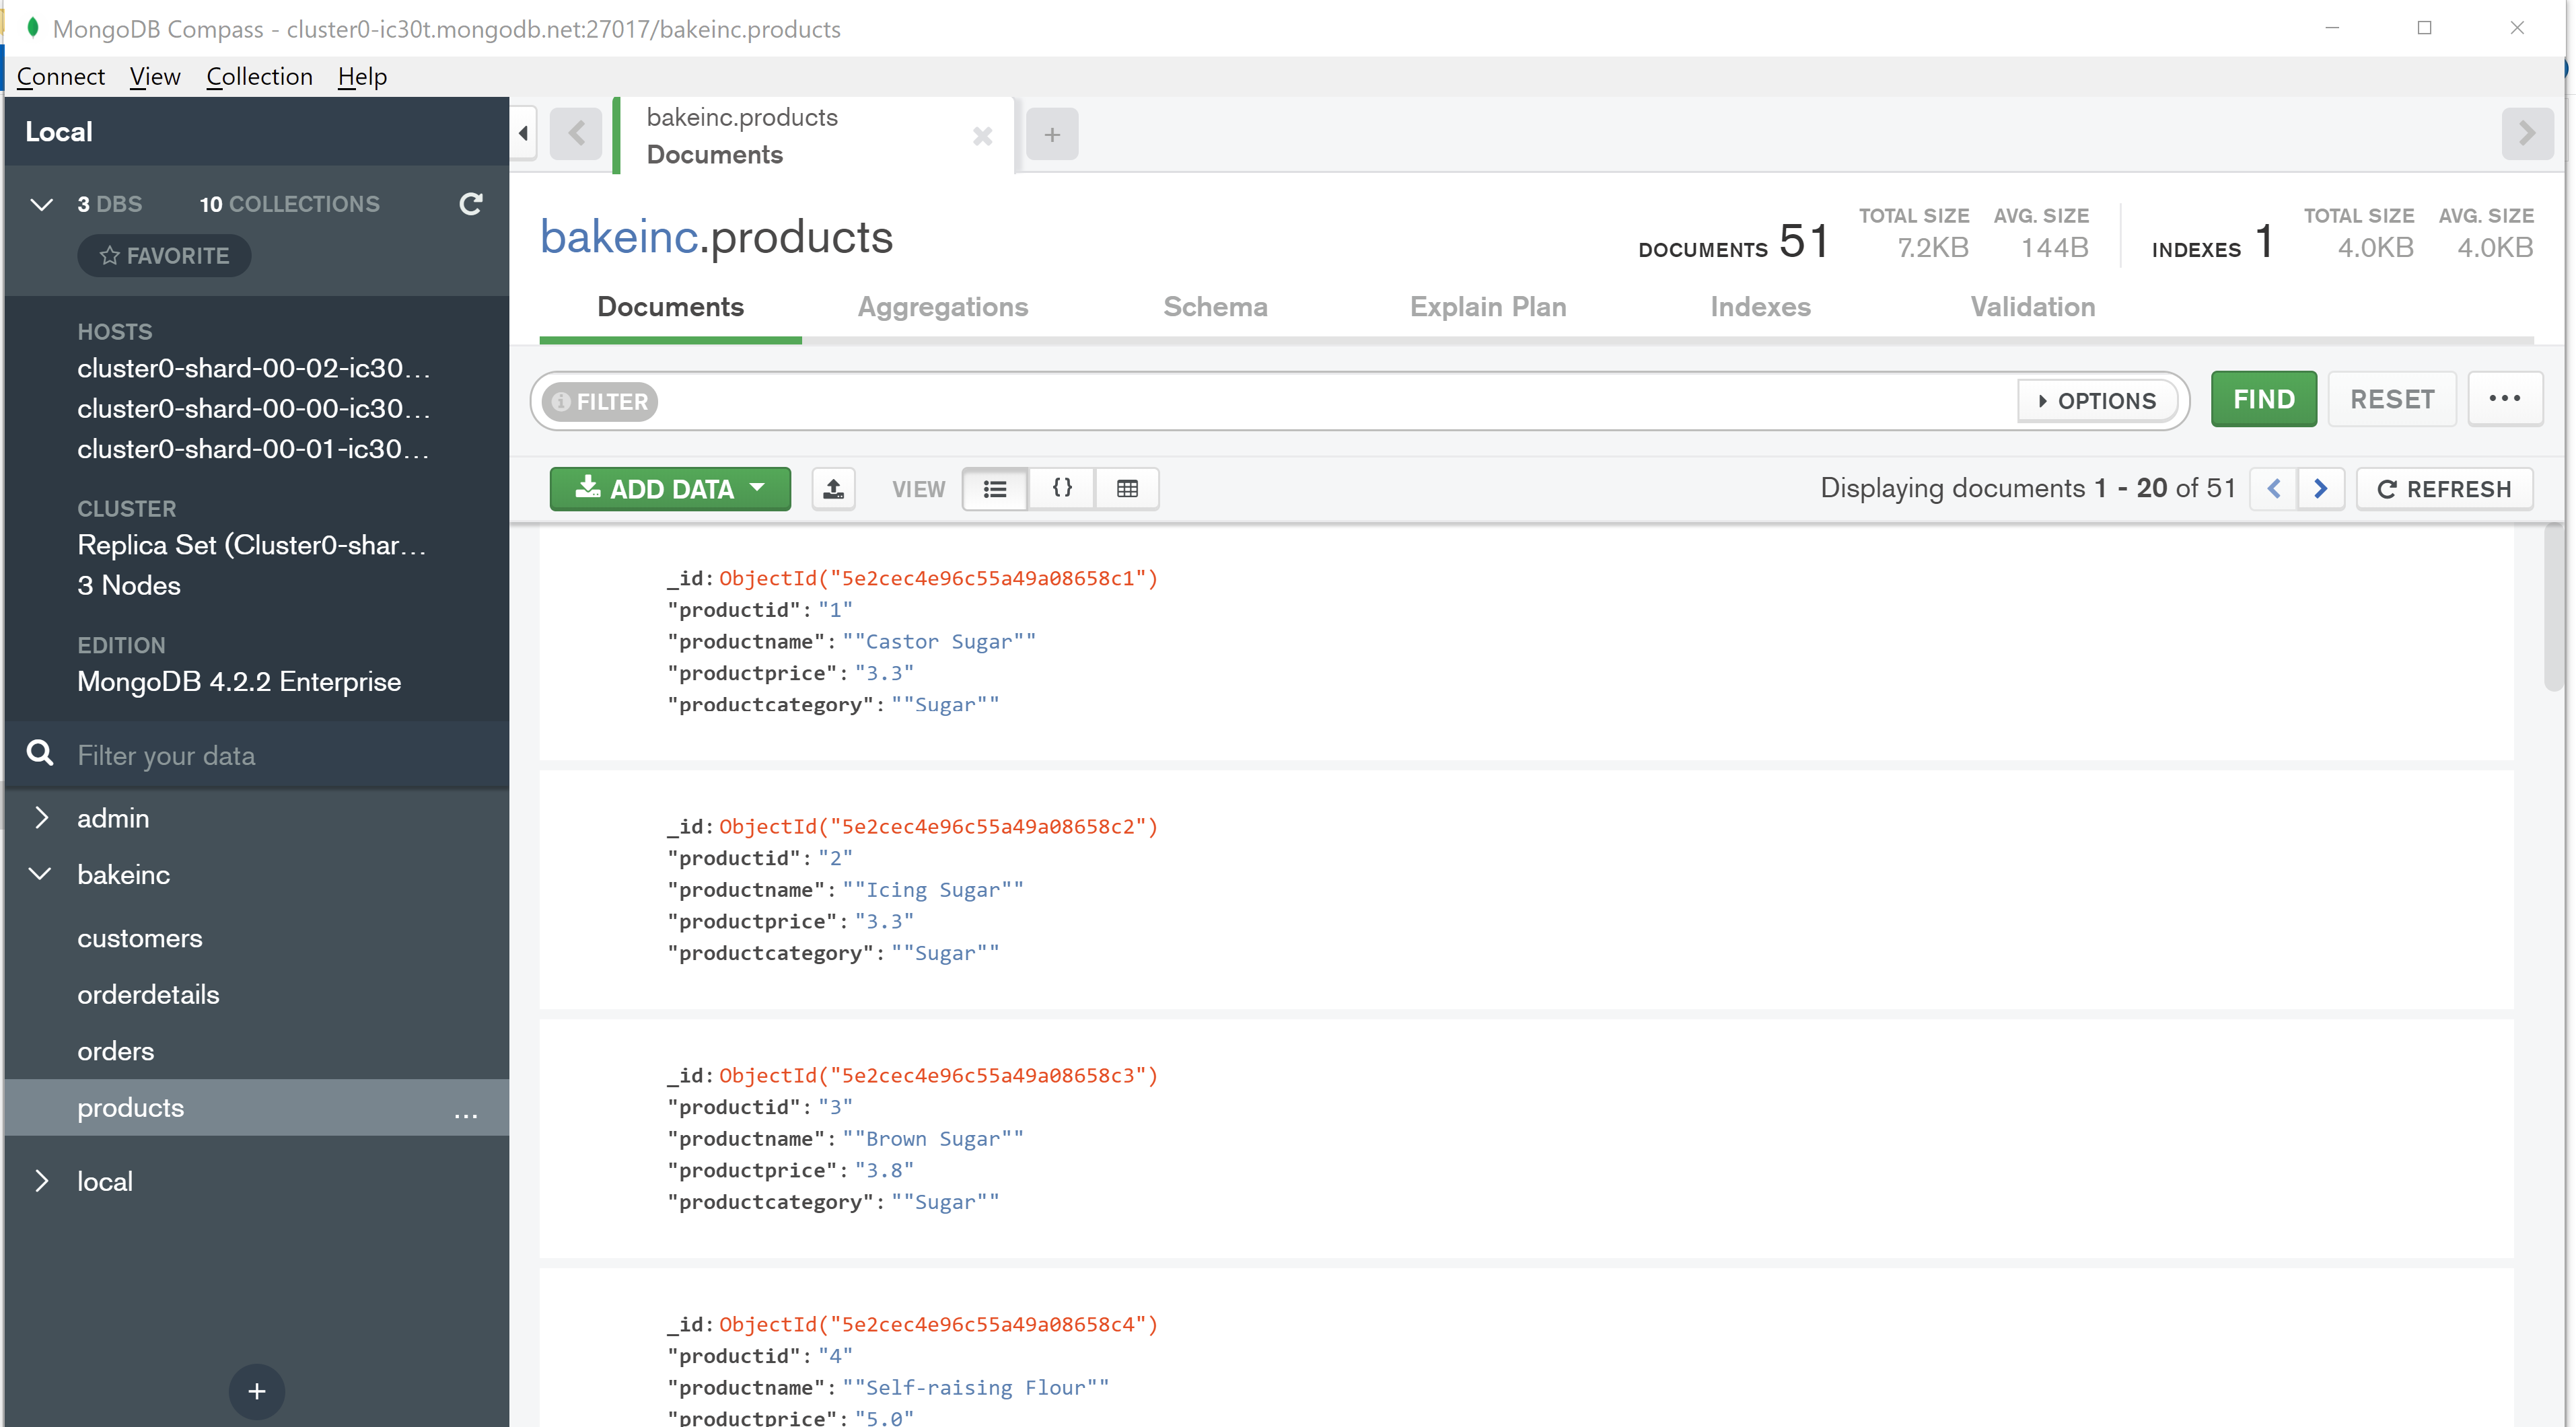 MongoDB Compass - cluster0-ic30t.mongodb.net:27017/bakeinc.products
Connect View Collection Help
Local
3 DBS 10 COLLECTIONS
FAVORITE
HOSTS
cluster0-shard-00-02-ic30...
cluster0-shard-00-00-ic30...
cluster0-shard-00-01-ic30...
CLUSTER
Replica Set (Cluster0-shar...
3 Nodes
EDITION
MongoDB 4.2.2 Enterprise
Filter your data
admin
bakeinc
customers
orderdetails
orders
products ...
local
+
bakeinc.products
Documents
+
bakeinc.products
DOCUMENTS 51 TOTAL SIZE 7.2KB AVG. SIZE 144B INDEXES 1 TOTAL SIZE 4.0KB AVG. SIZE 4.0KB
Documents Aggregations Schema Explain Plan Indexes Validation
FILTER OPTIONS FIND RESET ...
ADD DATA VIEW {} Displaying documents 1 - 20 of 51 REFRESH
_id: ObjectId("5e2cec4e96c55a49a08658c1")
"productid": "1"
"productname": ""Castor Sugar""
"productprice": "3.3"
"productcategory": ""Sugar""
_id: ObjectId("5e2cec4e96c55a49a08658c2")
"productid": "2"
"productname": ""Icing Sugar""
"productprice": "3.3"
"productcategory": ""Sugar""
_id: ObjectId("5e2cec4e96c55a49a08658c3")
"productid": "3"
"productname": ""Brown Sugar""
"productprice": "3.8"
"productcategory": ""Sugar""
_id: ObjectId("5e2cec4e96c55a49a08658c4")
"productid": "4"
"productname": ""Self-raising Flour""
"productprice": "5.0"